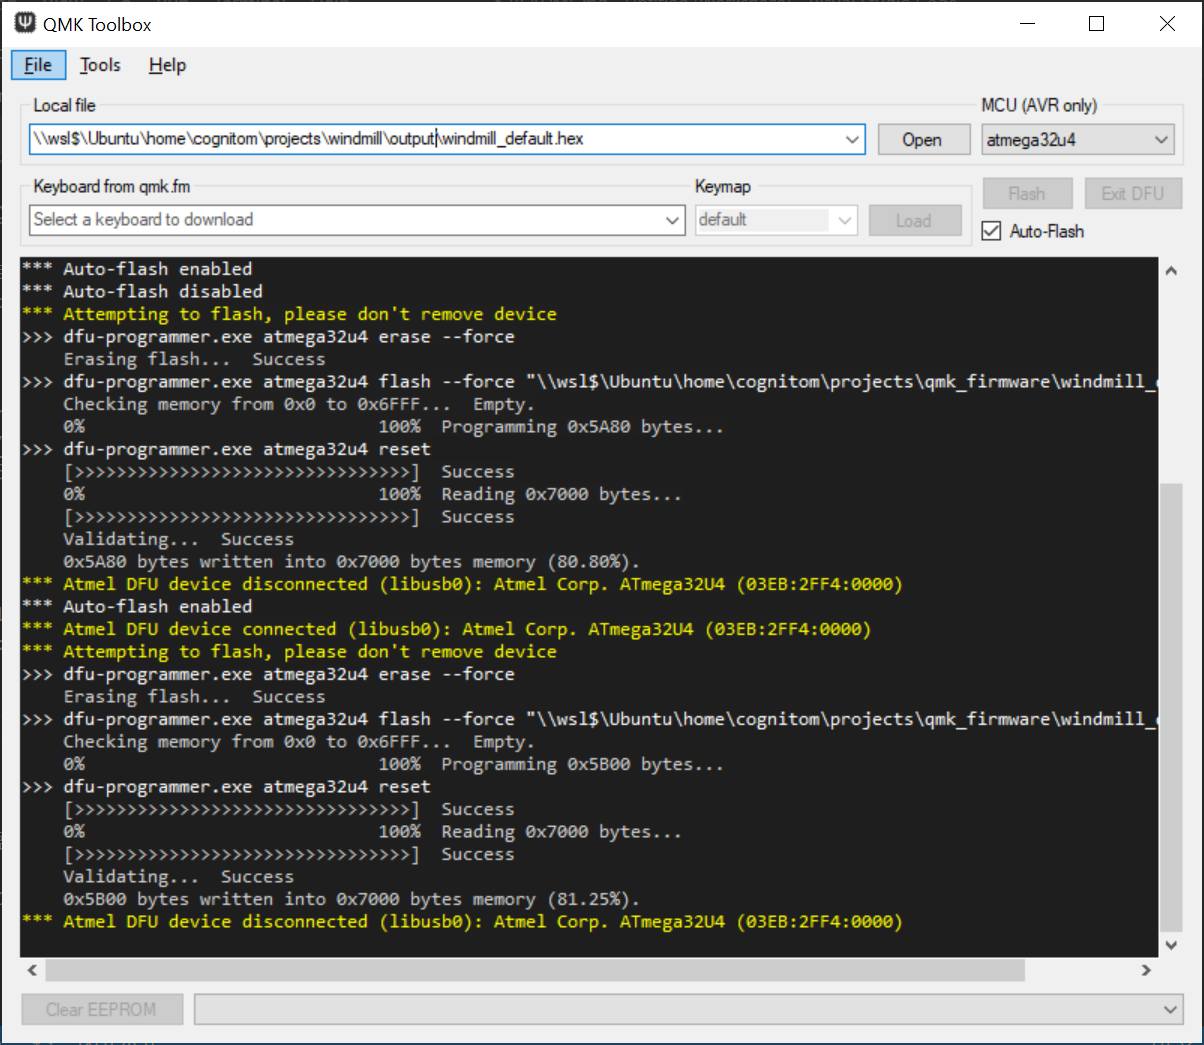 QMK Toolbox
File Tools Help
Local file
MCU (AVR only)
\\wsl$\Ubuntu\home\cognitom\projects\windmill\output\windmill_default.hex
Open
atmega32u4
Keyboard from qmk.fm
Keymap
Flash
Exit DFU
Select a keyboard to download
default
Load
Auto-Flash
*** Auto-flash enabled
*** Auto-flash disabled
*** Attempting to flash, please don't remove device
>>> dfu-programmer.exe atmega32u4 erase --force
Erasing flash... Success
>>> dfu-programmer.exe atmega32u4 flash --force "\\wsl$\Ubuntu\home\cognitom\projects\qmk_firmware\windmill_
Checking memory from 0x0 to 0x6FFF... Empty.
0% 100% Programming 0x5A80 bytes...
>>> dfu-programmer.exe atmega32u4 reset
[>>>>>>>>>>>>>>>>>>>>>>>>>>>>>>>>] Success
0% 100% Reading 0x7000 bytes...
[>>>>>>>>>>>>>>>>>>>>>>>>>>>>>>>>] Success
Validating... Success
0x5A80 bytes written into 0x7000 bytes memory (80.80%).
*** Atmel DFU device disconnected (libusb0): Atmel Corp. ATmega32U4 (03EB:2FF4:0000)
*** Auto-flash enabled
*** Atmel DFU device connected (libusb0): Atmel Corp. ATmega32U4 (03EB:2FF4:0000)
*** Attempting to flash, please don't remove device
>>> dfu-programmer.exe atmega32u4 erase --force
Erasing flash... Success
>>> dfu-programmer.exe atmega32u4 flash --force "\\wsl$\Ubuntu\home\cognitom\projects\qmk_firmware\windmill_
Checking memory from 0x0 to 0x6FFF... Empty.
0% 100% Programming 0x5B00 bytes...
>>> dfu-programmer.exe atmega32u4 reset
[>>>>>>>>>>>>>>>>>>>>>>>>>>>>>>>>] Success
0% 100% Reading 0x7000 bytes...
[>>>>>>>>>>>>>>>>>>>>>>>>>>>>>>>>] Success
Validating... Success
0x5B00 bytes written into 0x7000 bytes memory (81.25%).
*** Atmel DFU device disconnected (libusb0): Atmel Corp. ATmega32U4 (03EB:2FF4:0000)
Clear EEPROM